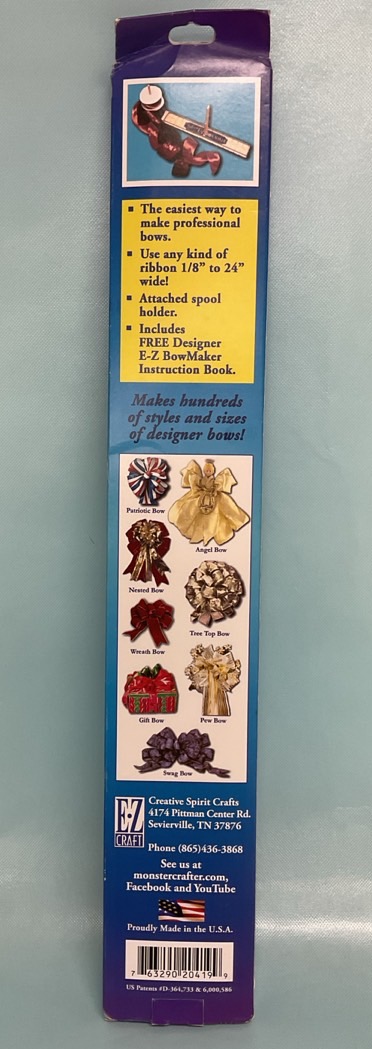 ▪ The easiest way to
make professional
bows.
▪ Use any kind of
ribbon 1/8” to 24”
wide!
▪ Attached spool
holder.
▪ Includes
FREE Designer
E-Z BowMaker
Instruction Book.
Makes hundreds
of styles and sizes
of designer bows!
Patriotic Bow
Angel Bow
Nested Bow
Tree Top Bow
Wreath Bow
Gift Bow
Pew Bow
Swag Bow
E-Z
CRAFT
Creative Spirit Crafts
4174 Pittman Center Rd.
Sevierville, TN 37876
Phone (865)436-3868
See us at
monstercrafter.com,
Facebook and YouTube
Proudly Made in the U.S.A.
7 63290 20419 9
US Patents #D-364,733 & 6,000,586